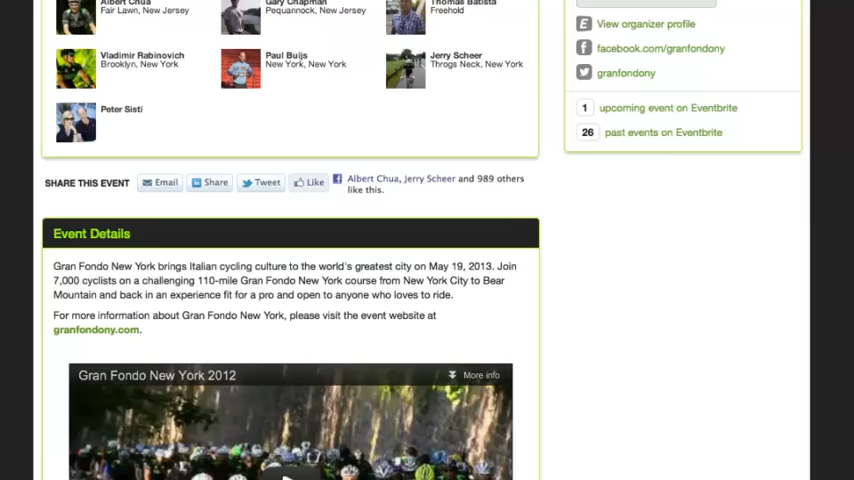 Albert Chua
Fair Lawn, New Jersey
Gary Chapman
Pequannock, New Jersey
Thomas Batista
Freehold
Vladimir Rabinovich
Brooklyn, New York
Paul Buijs
New York, New York
Jerry Scheer
Throgs Neck, New York
Peter Sisti
View organizer profile
facebook.com/granfondony
granfondony
1 upcoming event on Eventbrite
26 past events on Eventbrite
SHARE THIS EVENT Email Share Tweet Like Albert Chua, Jerry Scheer and 989 others
like this.
Event Details
Gran Fondo New York brings Italian cycling culture to the world's greatest city on May 19, 2013. Join
7,000 cyclists on a challenging 110-mile Gran Fondo New York course from New York City to Bear
Mountain and back in an experience fit for a pro and open to anyone who loves to ride.
For more information about Gran Fondo New York, please visit the event website at
granfondony.com.
Gran Fondo New York 2012 More info